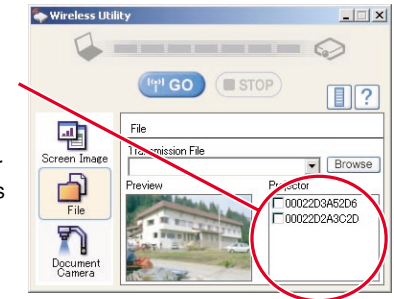 Wireless Utility
GO
STOP
?
File
Transmission File
Browse
Screen Image
File
Document
Camera
Preview
Projector
00022D3A52D6
00022D2A3C2D
s